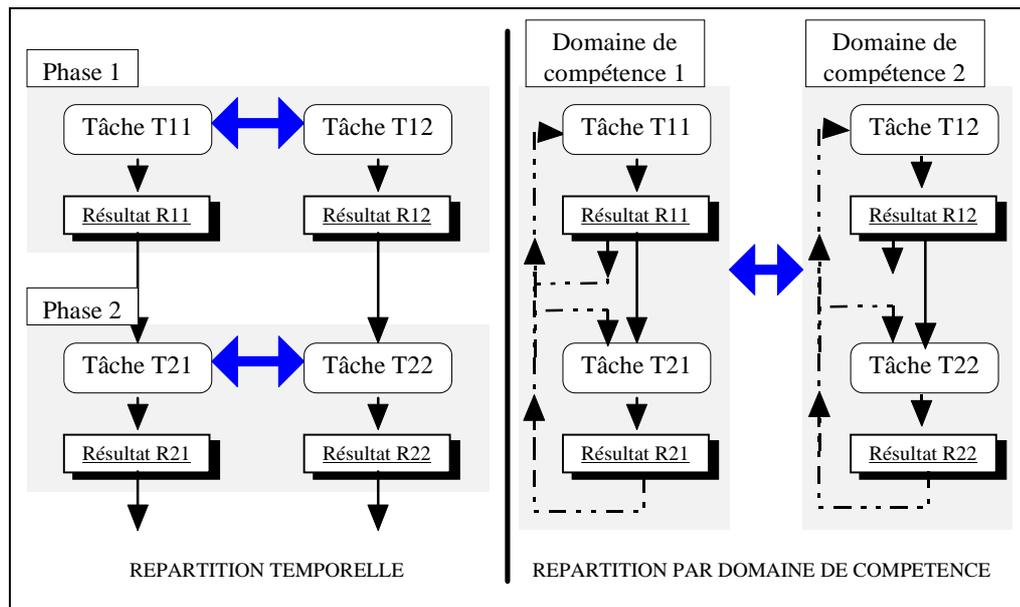 Phase 1
Tâche T11
Tâche T12
Résultat R11
Résultat R12
Phase 2
Tâche T21
Tâche T22
Résultat R21
Résultat R22
REPARTITION TEMPORELLE
Domaine de
compétence 1
Tâche T11
Résultat R11
Tâche T21
Résultat R21
Domaine de
compétence 2
Tâche T12
Résultat R12
Tâche T22
Résultat R22
REPARTITION PAR DOMAINE DE COMPETENCE